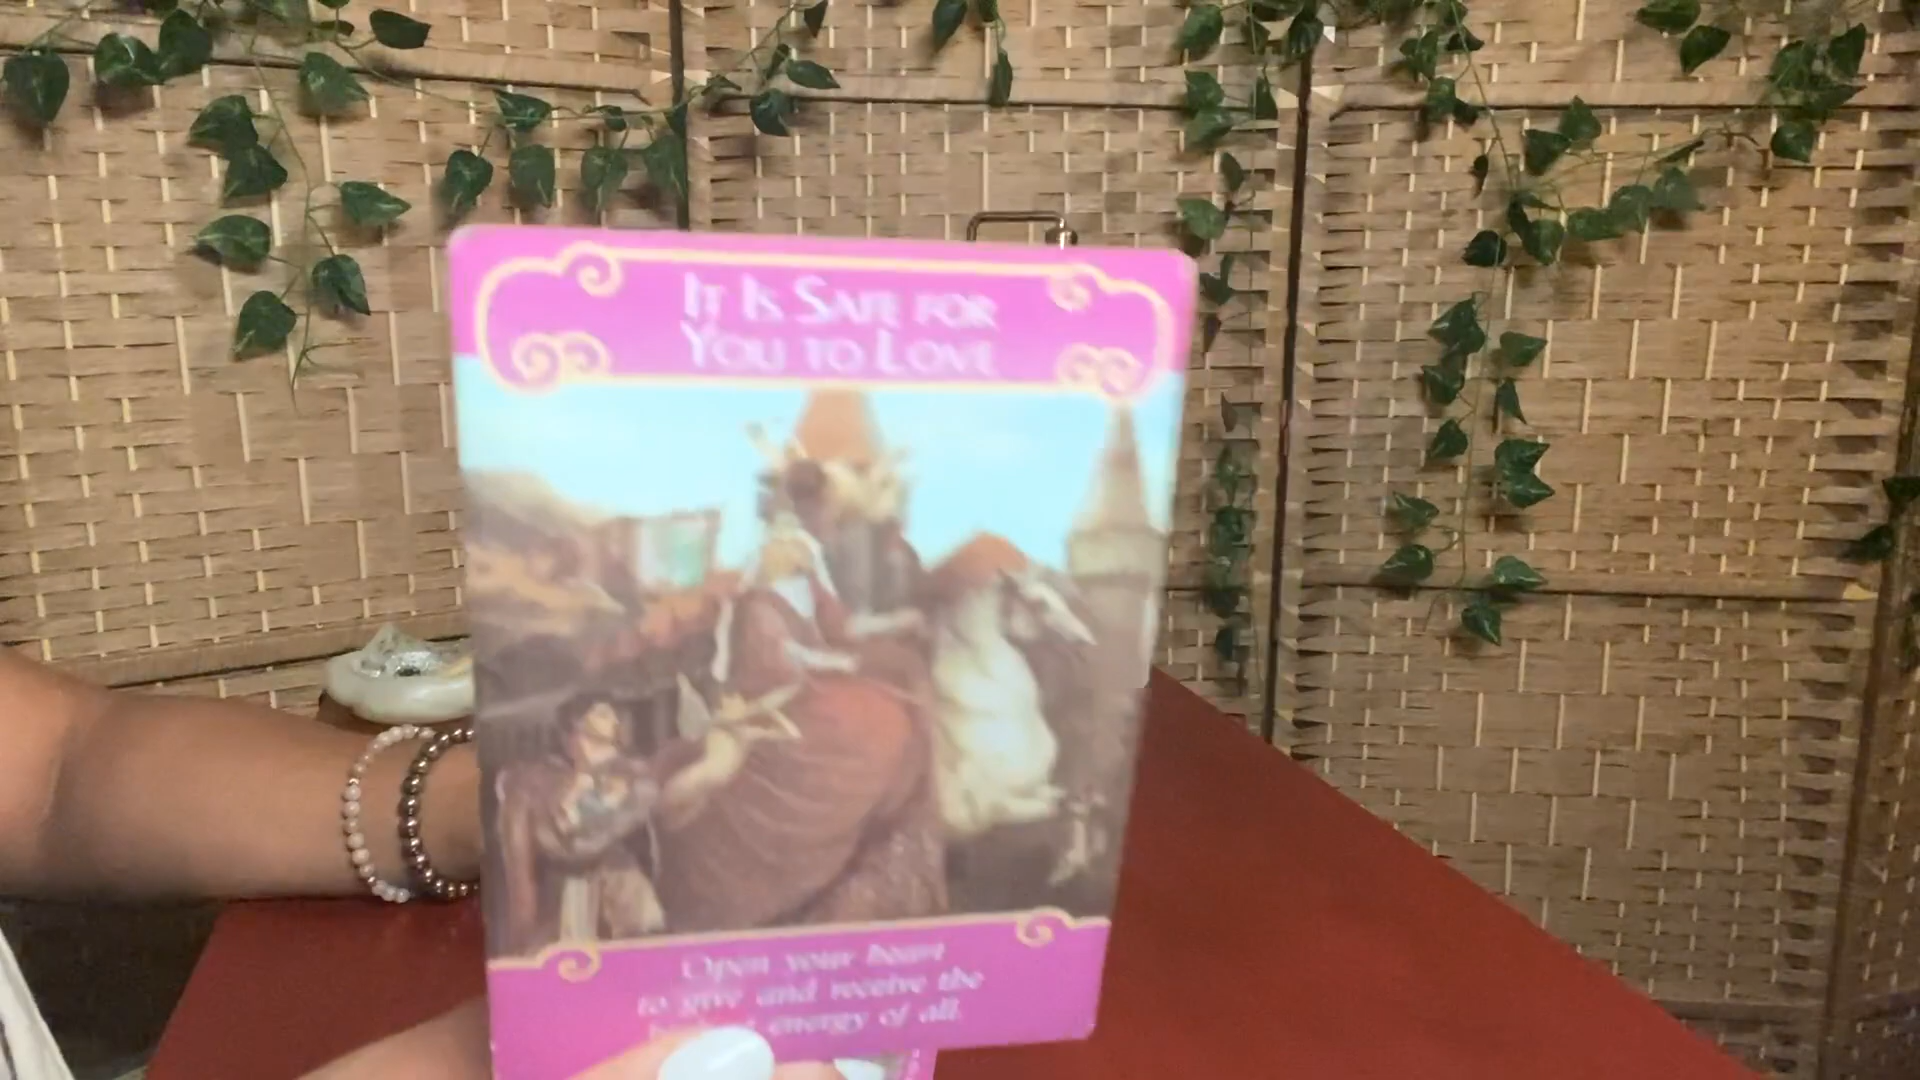 IT IS SAFE FOR
YOU TO LOVE
Open your heart
to give and receive the
energy of all.